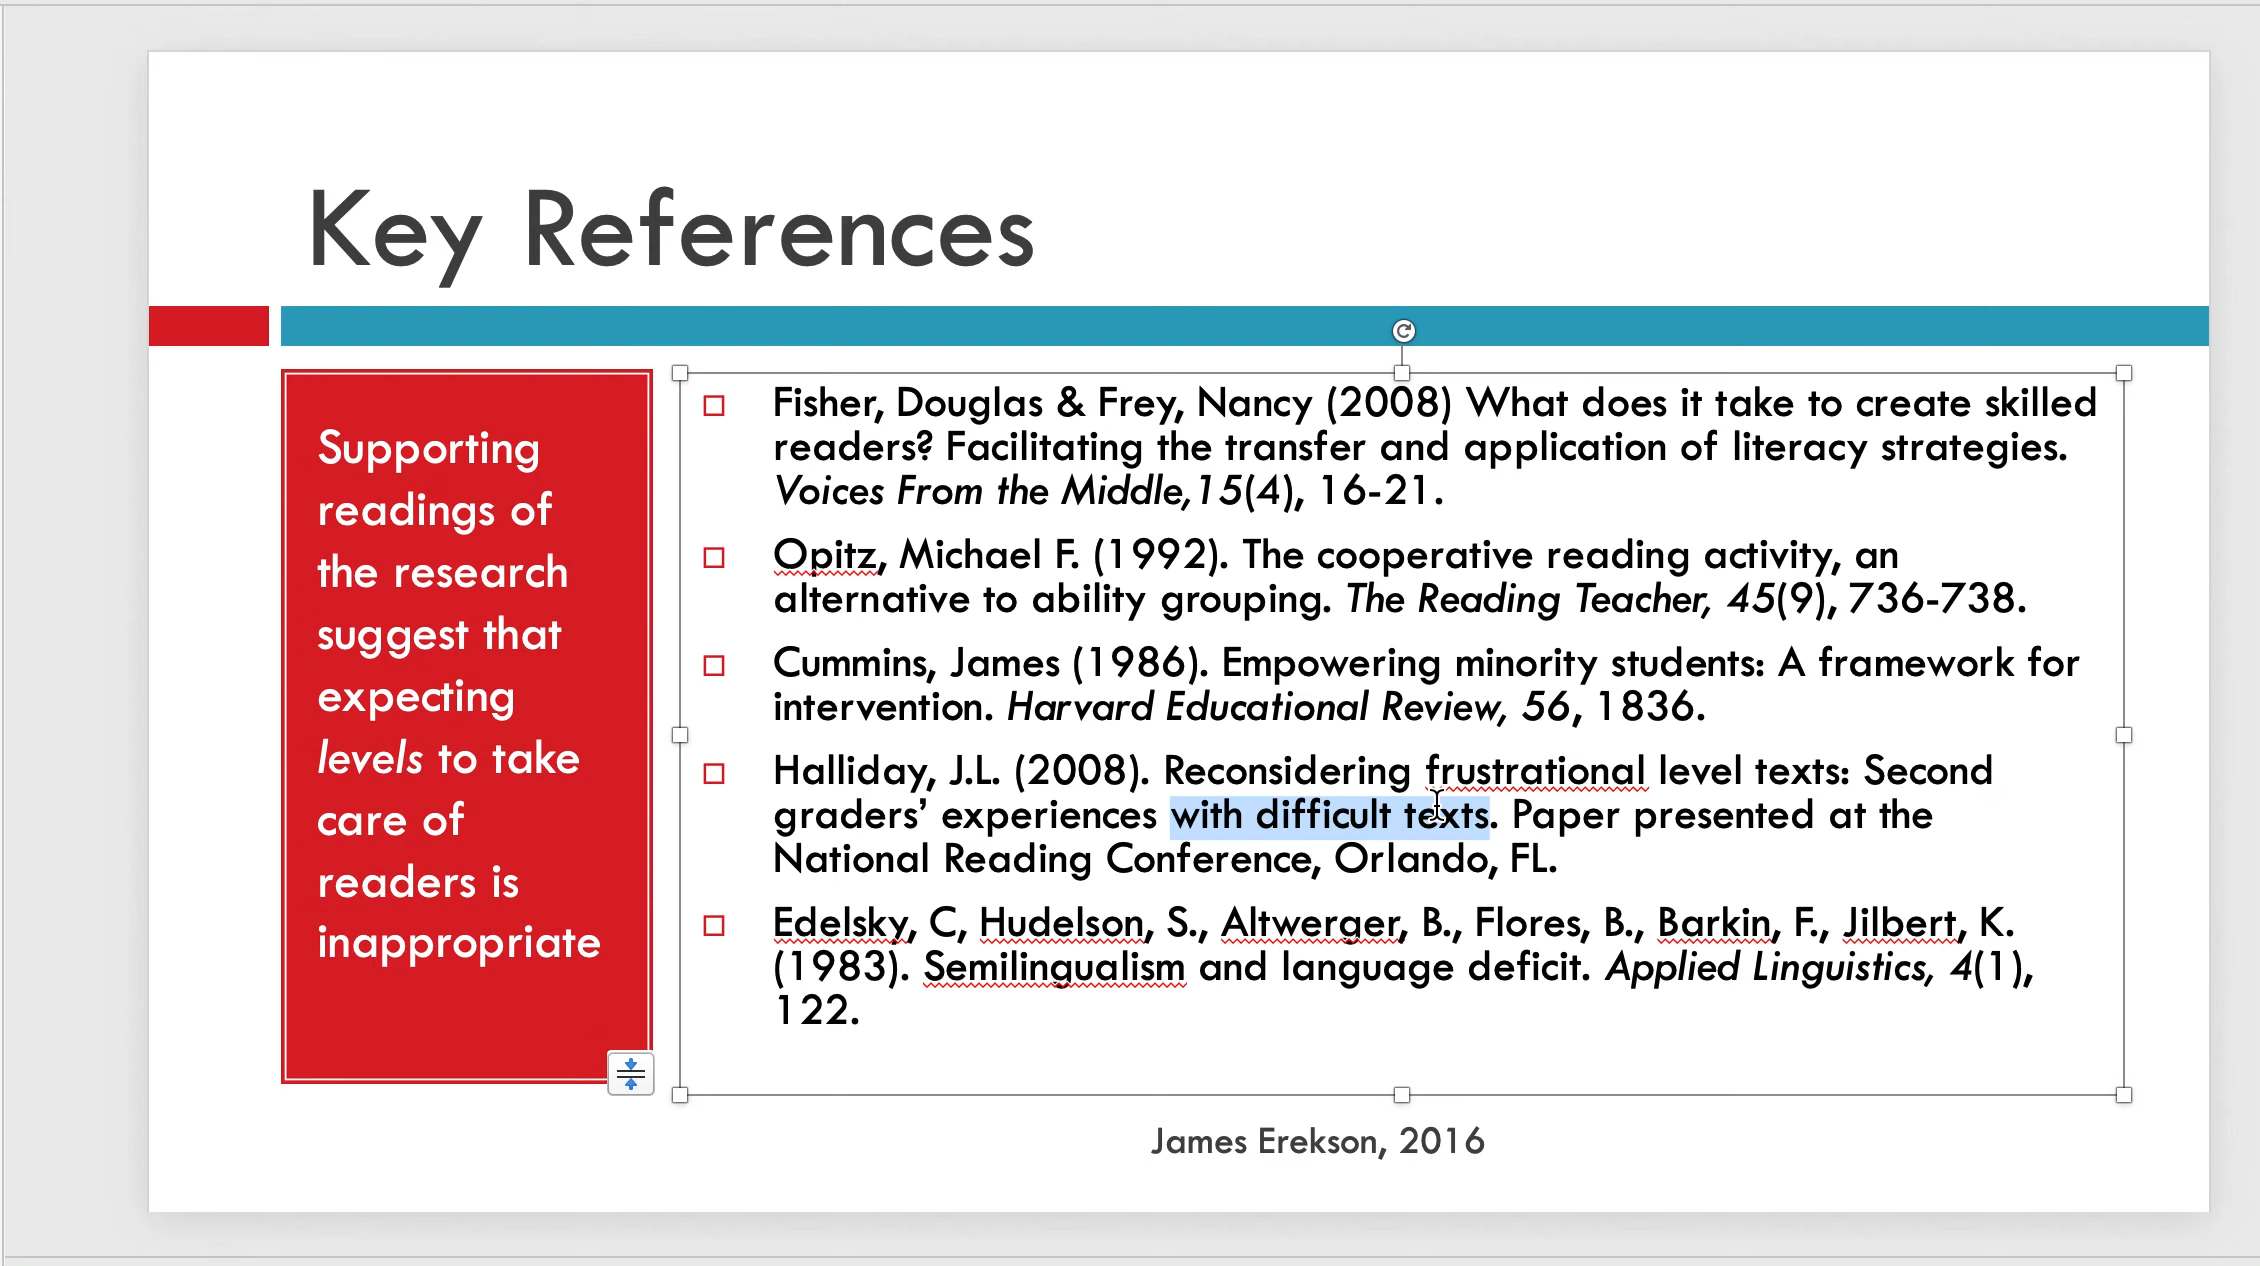 Key References
Supporting
readings of
the research
suggest that
expecting
levels to take
care of
readers is
inappropriate
Fisher, Douglas & Frey, Nancy (2008) What does it take to create skilled
readers? Facilitating the transfer and application of literacy strategies.
Voices From the Middle,15(4), 16-21.
Opitz, Michael F. (1992). The cooperative reading activity, an
alternative to ability grouping. The Reading Teacher, 45(9), 736-738.
Cummins, James (1986). Empowering minority students: A framework for
intervention. Harvard Educational Review, 56, 1836.
Halliday, J.L. (2008). Reconsidering frustrational level texts: Second
graders’ experiences with difficult texts. Paper presented at the
National Reading Conference, Orlando, FL.
Edelsky, C, Hudelson, S., Altwerger, B., Flores, B., Barkin, F., Jilbert, K.
(1983). Semilingualism and language deficit. Applied Linguistics, 4(1),
122.
James Erekson, 2016